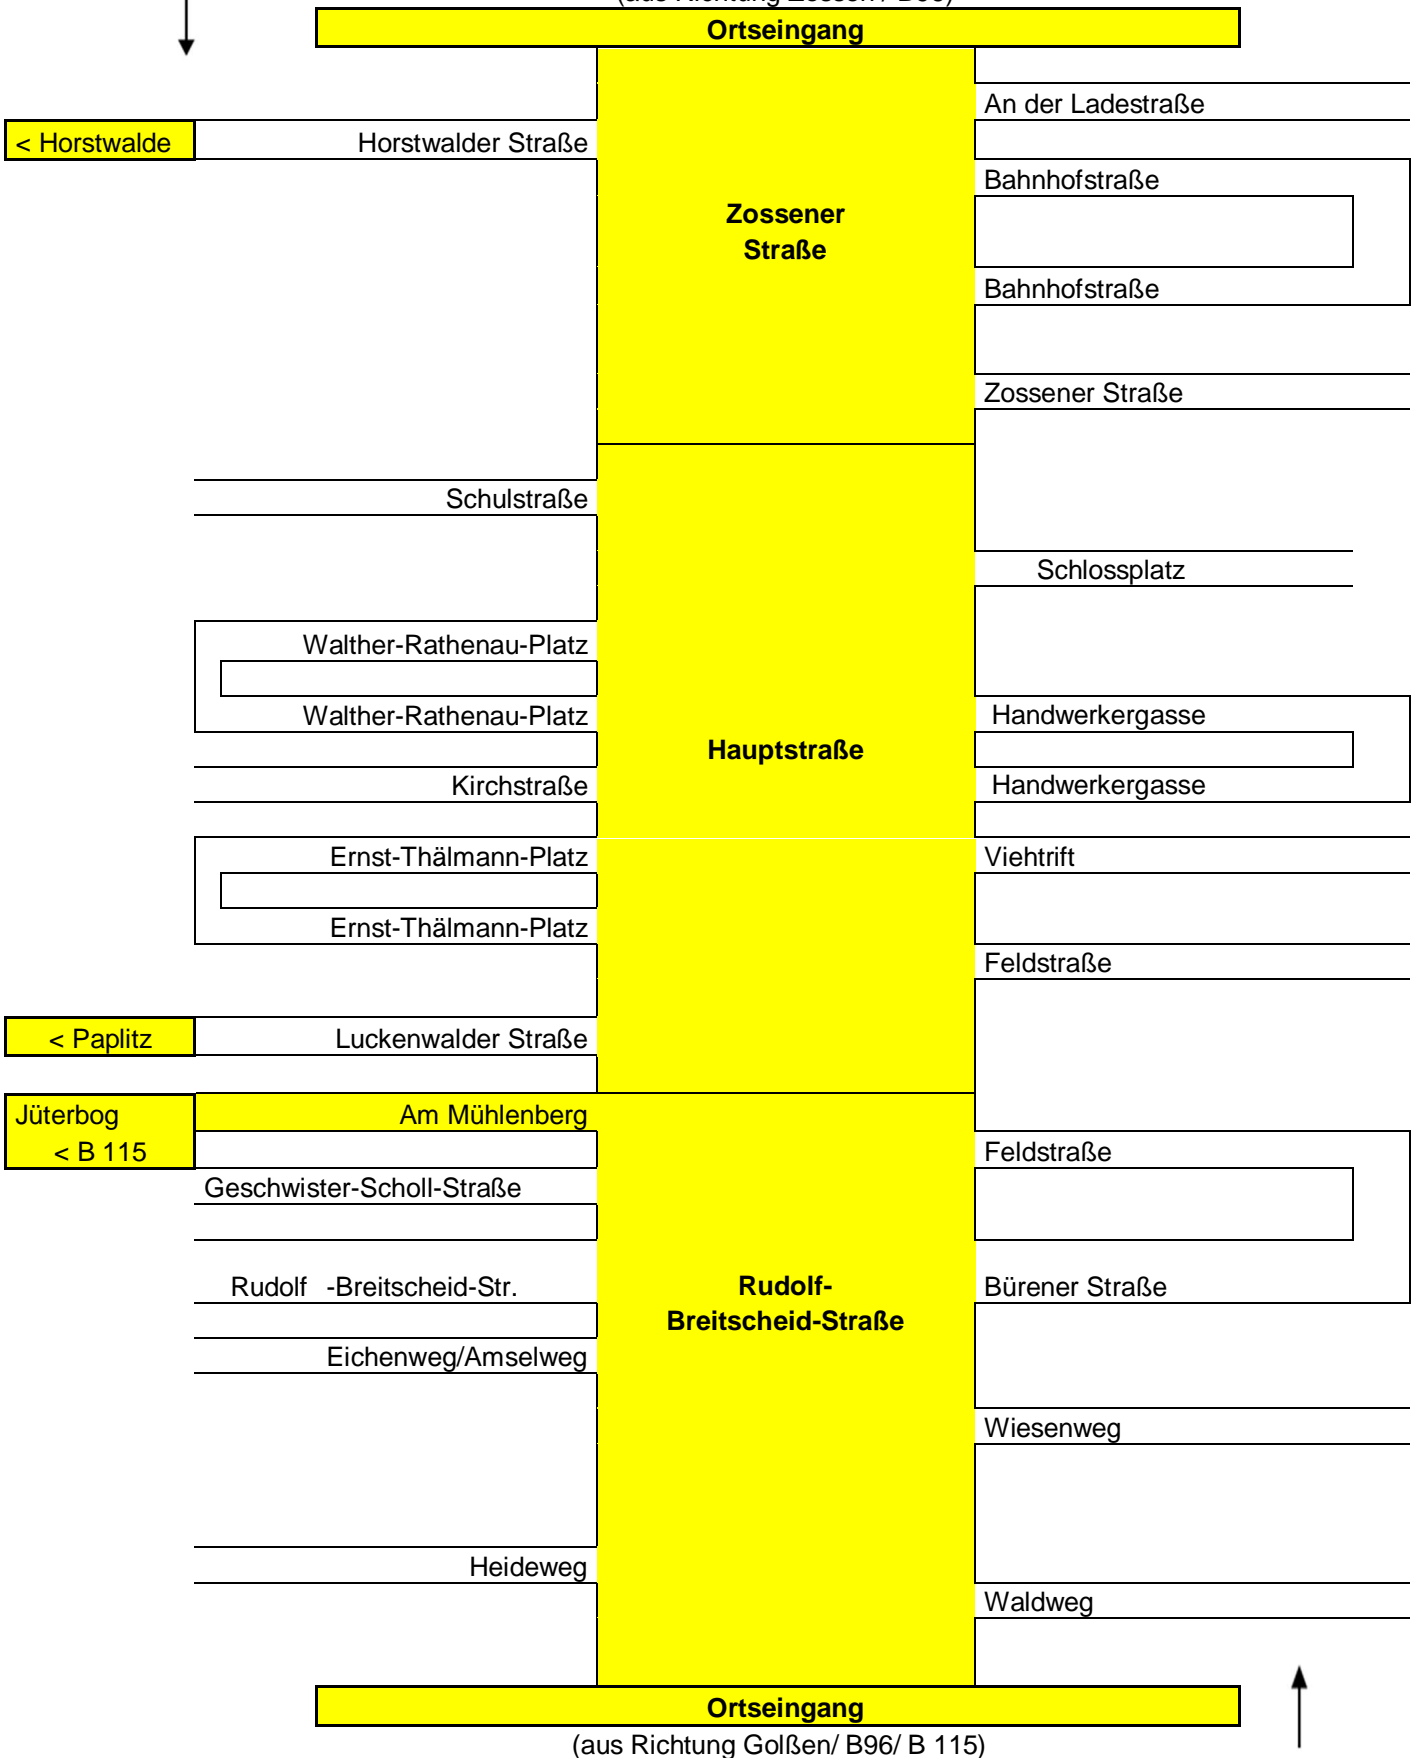 Ortseingang
An der Ladestraße
< Horstwalde
Horstwalder Straße
Bahnhofstraße
Zossener
Straße
Bahnhofstraße
Zossener Straße
Schulstraße
Schlossplatz
Walther-Rathenau-Platz
Walther-Rathenau-Platz
Handwerkergasse
Hauptstraße
Kirchstraße
Handwerkergasse
Ernst-Thälmann-Platz
Viehtrift
Ernst-Thälmann-Platz
Feldstraße
< Paplitz
Luckenwalder Straße
Jüterbog
< B 115
Am Mühlenberg
Feldstraße
Geschwister-Scholl-Straße
Rudolf -Breitscheid-Str.
Rudolf-
Breitscheid-Straße
Bürener Straße
Eichenweg/Amselweg
Wiesenweg
Heideweg
Waldweg
Ortseingang
(aus Richtung Golßen/ B96/ B 115)